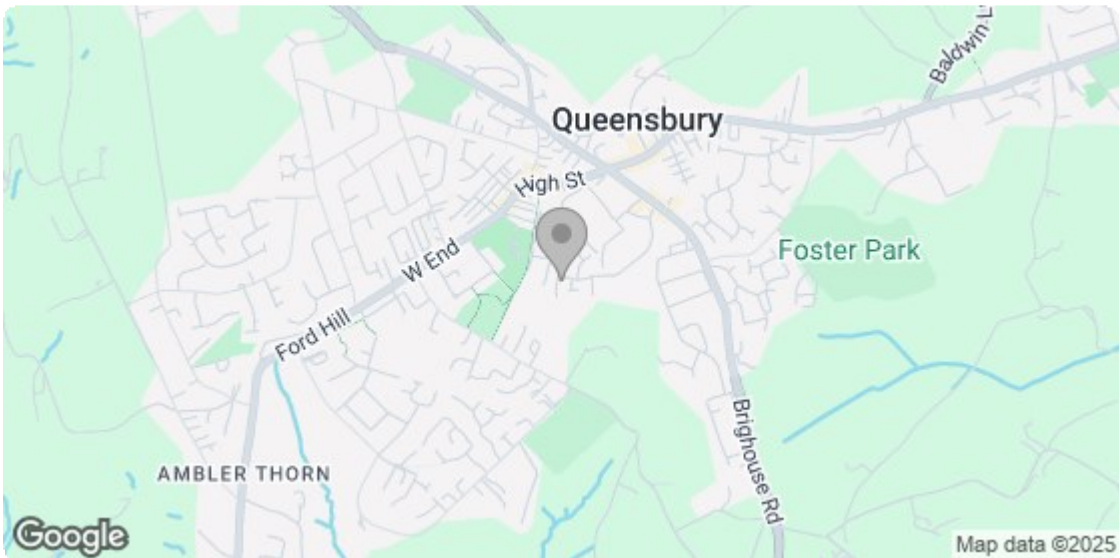 Baldwin L
Queensbury
High St
W End
Foster Park
Ford Hill
Brighouse Rd
AMBLER THORN
Google
Map data ©2025